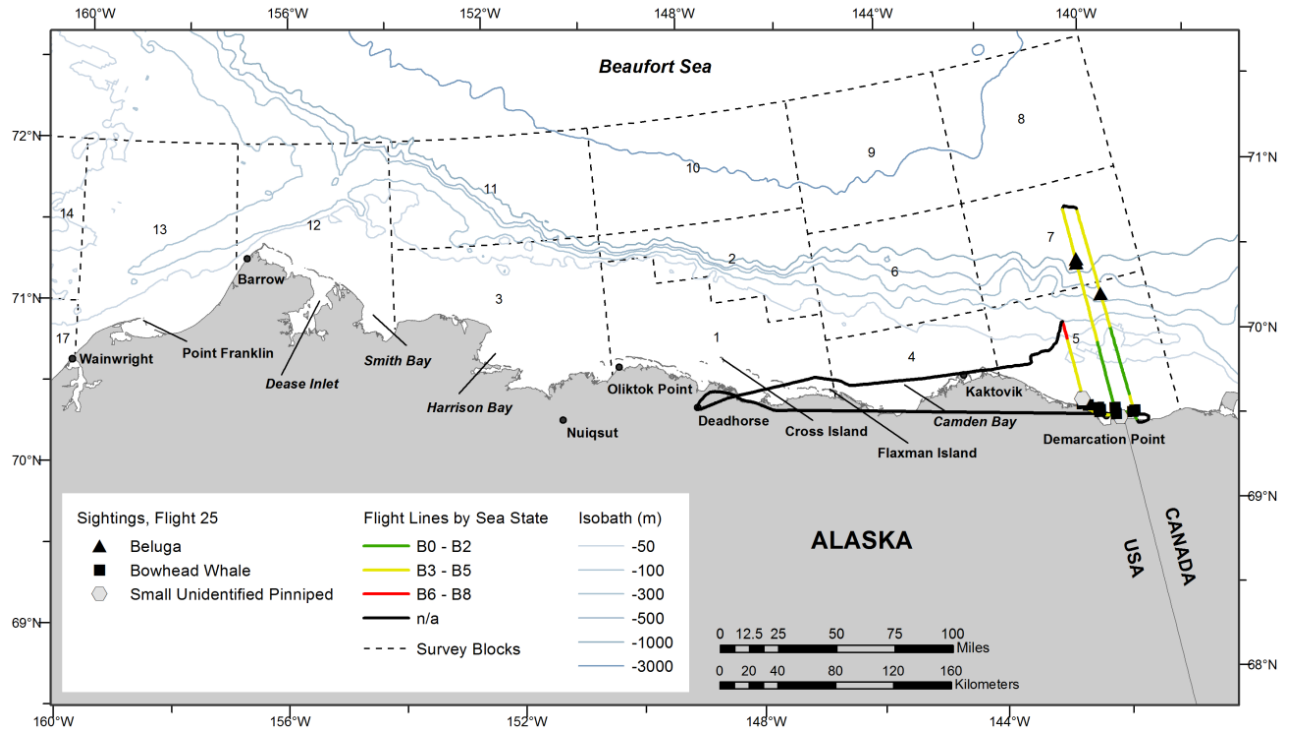 160°W 156°W 152°W 148°W 144°W 140°W
Beaufort Sea
8
72°N
71°N
9
10
11
14
13
12
7
2
6
Barrow
71°N
3
70°N
17
1
5
4
Wainwright
Point Franklin
Smith Bay
Dease Inlet
Harrison Bay
Oliktok Point
Kaktovik
Deadhorse
Camden Bay
Cross Island
Nuiqsut
Demarcation Point
Flaxman Island
70°N
69°N
Sightings, Flight 25
Beluga
Bowhead Whale
Small Unidentified Pinniped
Flight Lines by Sea State
B0 - B2
B3 - B5
B6 - B8
n/a
Survey Blocks
Isobath (m)
-50
-100
-300
-500
-1000
-3000
ALASKA
USA
CANADA
69°N
0 12.5 25 50 75 100
Miles
0 20 40 80 120 160
Kilometers
68°N
160°W 156°W 152°W 148°W 144°W